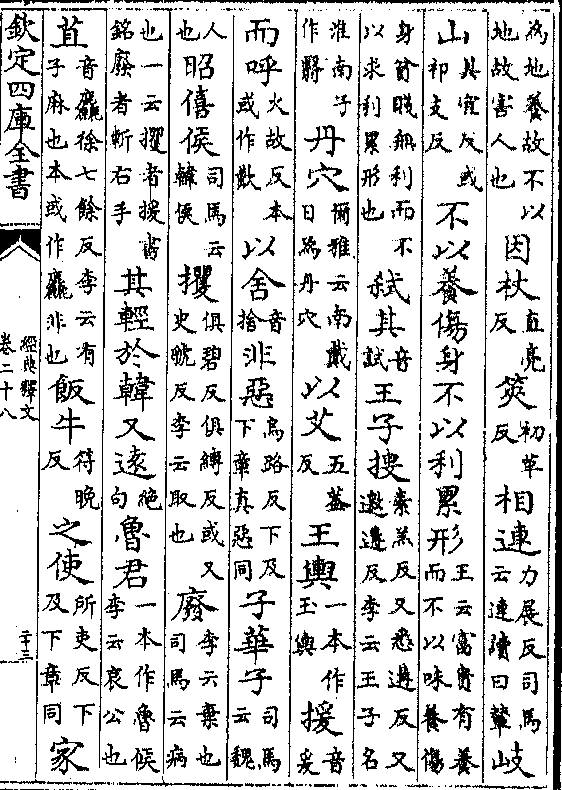 為地養故不以地故害人也因杖直亮反筴初革反相連力展反司馬云連讀曰輦岐
山其宜反或祁支反不以養傷身不以利累形王云富貴有養而不以味養傷
身貧賤無利而不以求利累形也弑其音試王子搜素羔反又悉遘反又邀遘反李云王子名
淮南子作翳丹穴爾雅云南戴日為丹穴以艾五蓋反王輿一本作玉輿援音爰
而呼火故反本或作歎以舍音捨非惡烏路反下及下章真惡同子華子司馬云魏
人也昭僖侯司馬云韓侯攫俱碧反俱縛反或又史虢反李云取也廢李云棄也司馬云病
也一云攫者援書銘廢者斬右手其輕於韓又遠絶句魯君一本作魯侯李云哀公也
苴音麤徐七餘反李云有子麻也本或作麤非也飯牛符晚反之使所吏反下及下章同家
欽定四庫全書
經典釋文
卷二十八
二十三